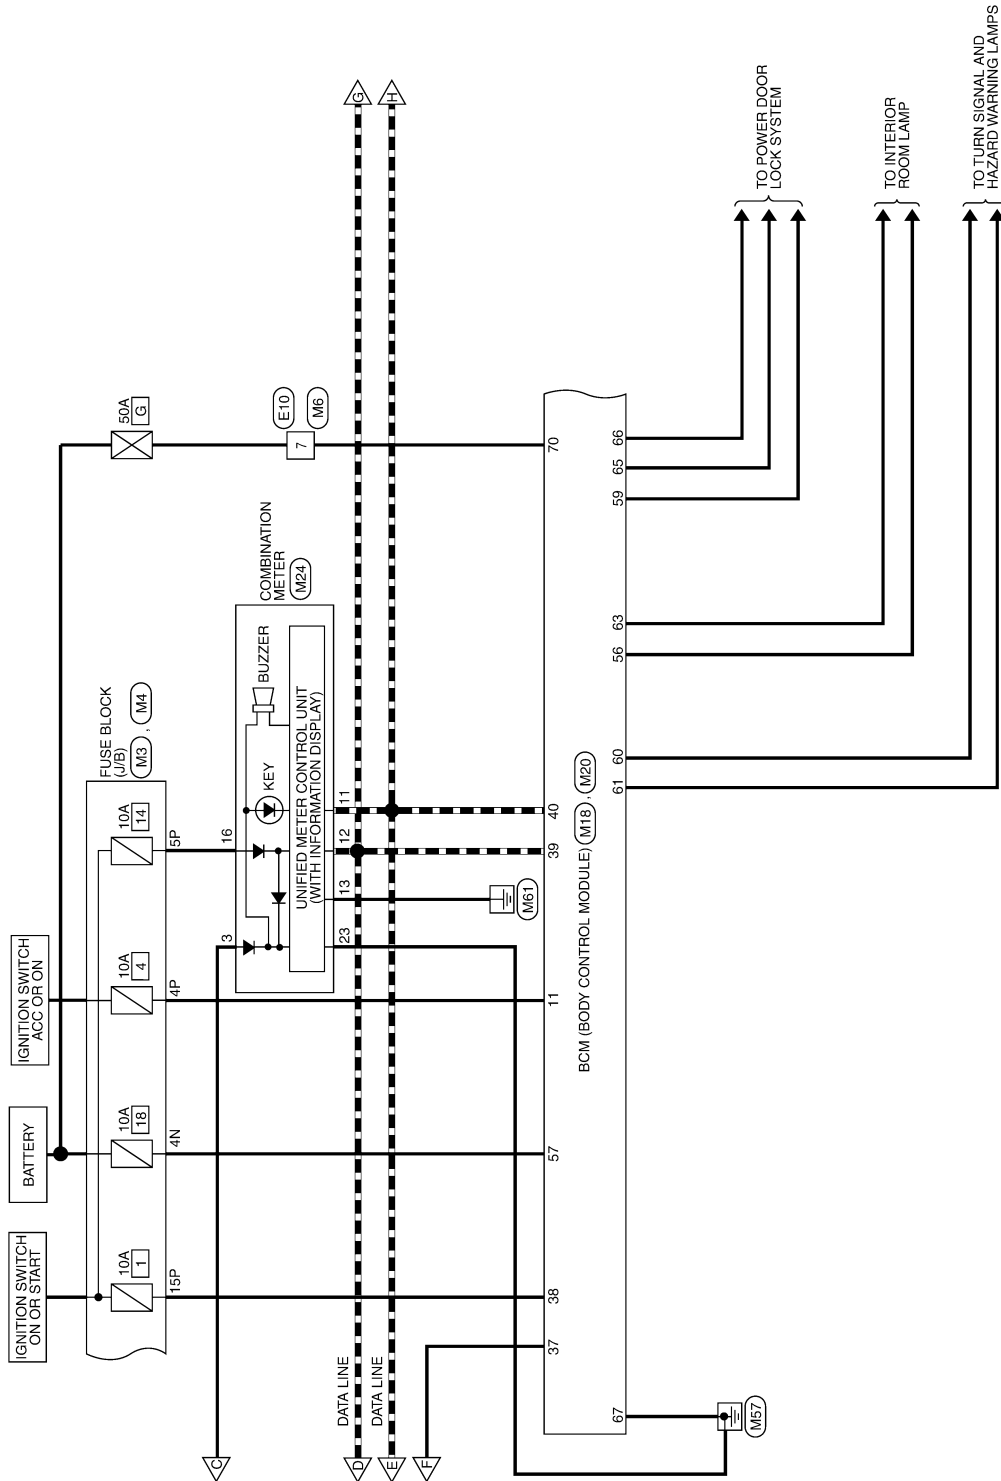 IGNITION SWITCH
ON OR START
BATTERY
IGNITION SWITCH
ACC OR ON
FUSE BLOCK
(J/B)
M3 , M4
10A
1
10A
18
10A
4
10A
14
50A
G
15P
4N
4P
5P
E10
7
M6
COMBINATION
METER
M24
3
16
KEY
BUZZER
UNIFIED METER CONTROL UNIT
(WITH INFORMATION DISPLAY)
23
13
12
11
M61
C
DATA LINE
D
G
DATA LINE
E
H
F
37
38
57
11
39
40
70
BCM (BODY CONTROL MODULE) M18 , M20
67
61
60
56
63
59
65
66
M57
TO POWER DOOR
LOCK SYSTEM
TO INTERIOR
ROOM LAMP
TO TURN SIGNAL AND
HAZARD WARNING LAMPS